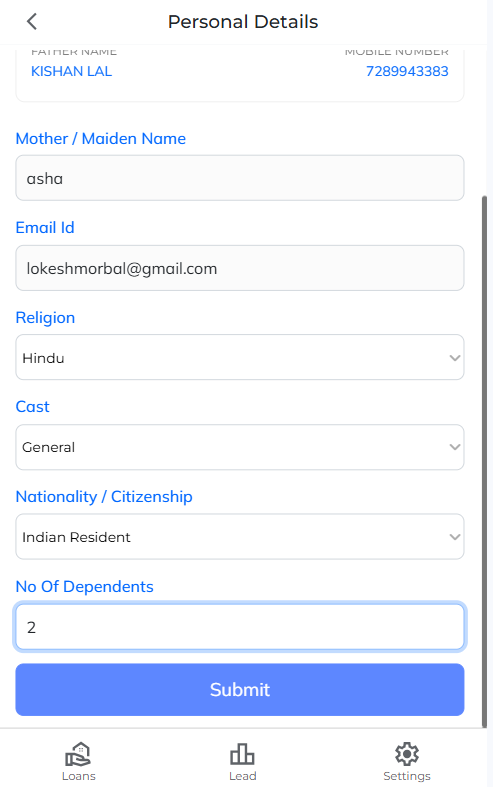 Personal Details
FATHER NAME MOBILE NUMBER
KISHAN LAL 7289943383
Mother / Maiden Name
asha
Email Id
lokeshmorbal@gmail.com
Religion
Hindu
Cast
General
Nationality / Citizenship
Indian Resident
No Of Dependents
2
Submit
Loans Lead Settings